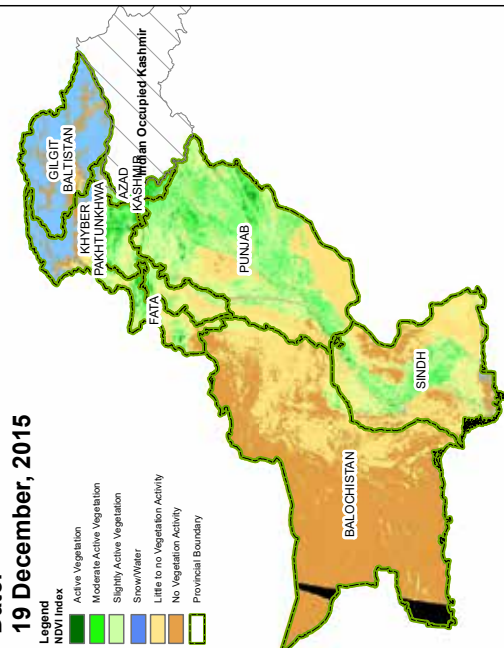 19 December, 2015
Legend
NDVI Index
Active Vegetation
Moderate Active Vegetation
Slightly Active Vegetation
Snow/Water
Little to no Vegetation Activity
No Vegetation Activity
Provincial Boundary
GILGIT
BALTISTAN
KHYBER
PAKHTUNKHWA
AZAD
KASHMIR
Indian Occupied Kashmir
FATA
PUNJAB
BALOCHISTAN
SINDH